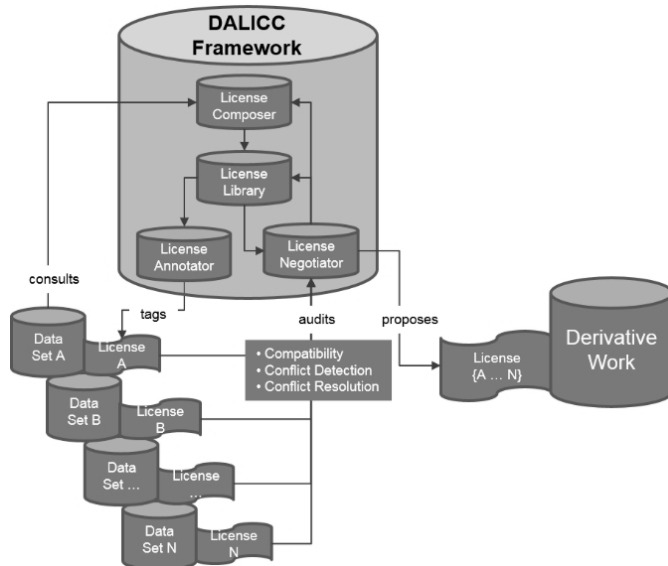 DALICC
Framework
License
Composer
License
Library
License
Annotator
License
Negotiator
consults
tags
audits
proposes
Data
Set A
License
A
• Compatibility
• Conflict Detection
• Conflict Resolution
License
{A ... N}
Derivative
Work
Data
Set B
License
B
Data
Set ...
License
...
Data
Set N
License
N